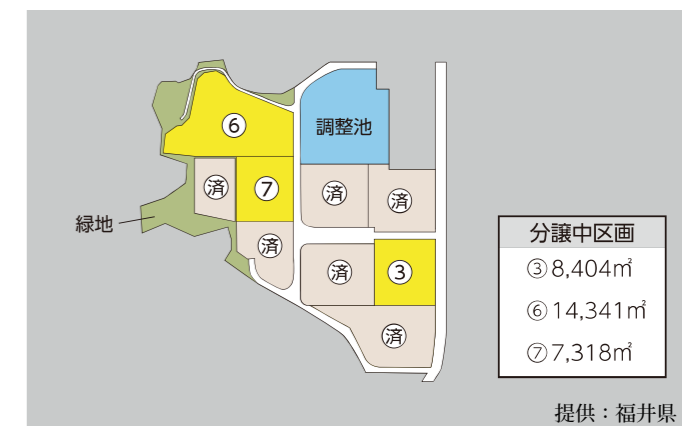 ⑥
調整池
済
⑦
済
済
緑地
済
済
③
済
分譲中区画
③8,404㎡
⑥14,341㎡
⑦7,318㎡
提供：福井県